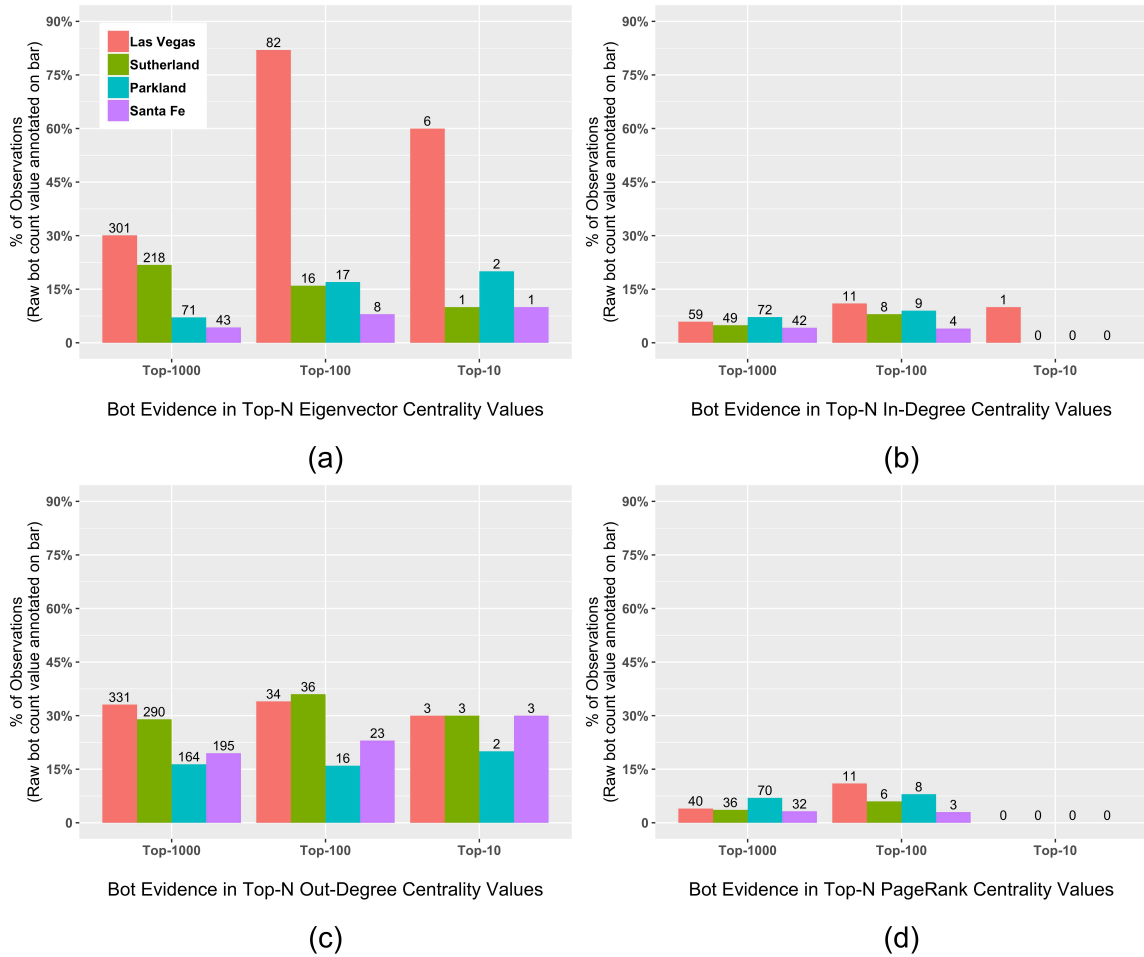 90%
75%
60%
45%
30%
15%
0
% of Observations
(Raw bot count value annotated on bar)
Las Vegas
Sutherland
Parkland
Santa Fe
301
218
71
43
82
16
17
8
6
1
2
1
Top-1000
Top-100
Top-10
Bot Evidence in Top-N Eigenvector Centrality Values
(a)
90%
75%
60%
45%
30%
15%
0
% of Observations
(Raw bot count value annotated on bar)
59
49
72
42
11
8
9
4
1
0
0
0
Top-1000
Top-100
Top-10
Bot Evidence in Top-N In-Degree Centrality Values
(b)
90%
75%
60%
45%
30%
15%
0
% of Observations
(Raw bot count value annotated on bar)
331
290
164
195
34
36
16
23
3
3
2
3
Top-1000
Top-100
Top-10
Bot Evidence in Top-N Out-Degree Centrality Values
(c)
90%
75%
60%
45%
30%
15%
0
% of Observations
(Raw bot count value annotated on bar)
40
36
70
32
11
6
8
3
0
0
0
0
Top-1000
Top-100
Top-10
Bot Evidence in Top-N PageRank Centrality Values
(d)